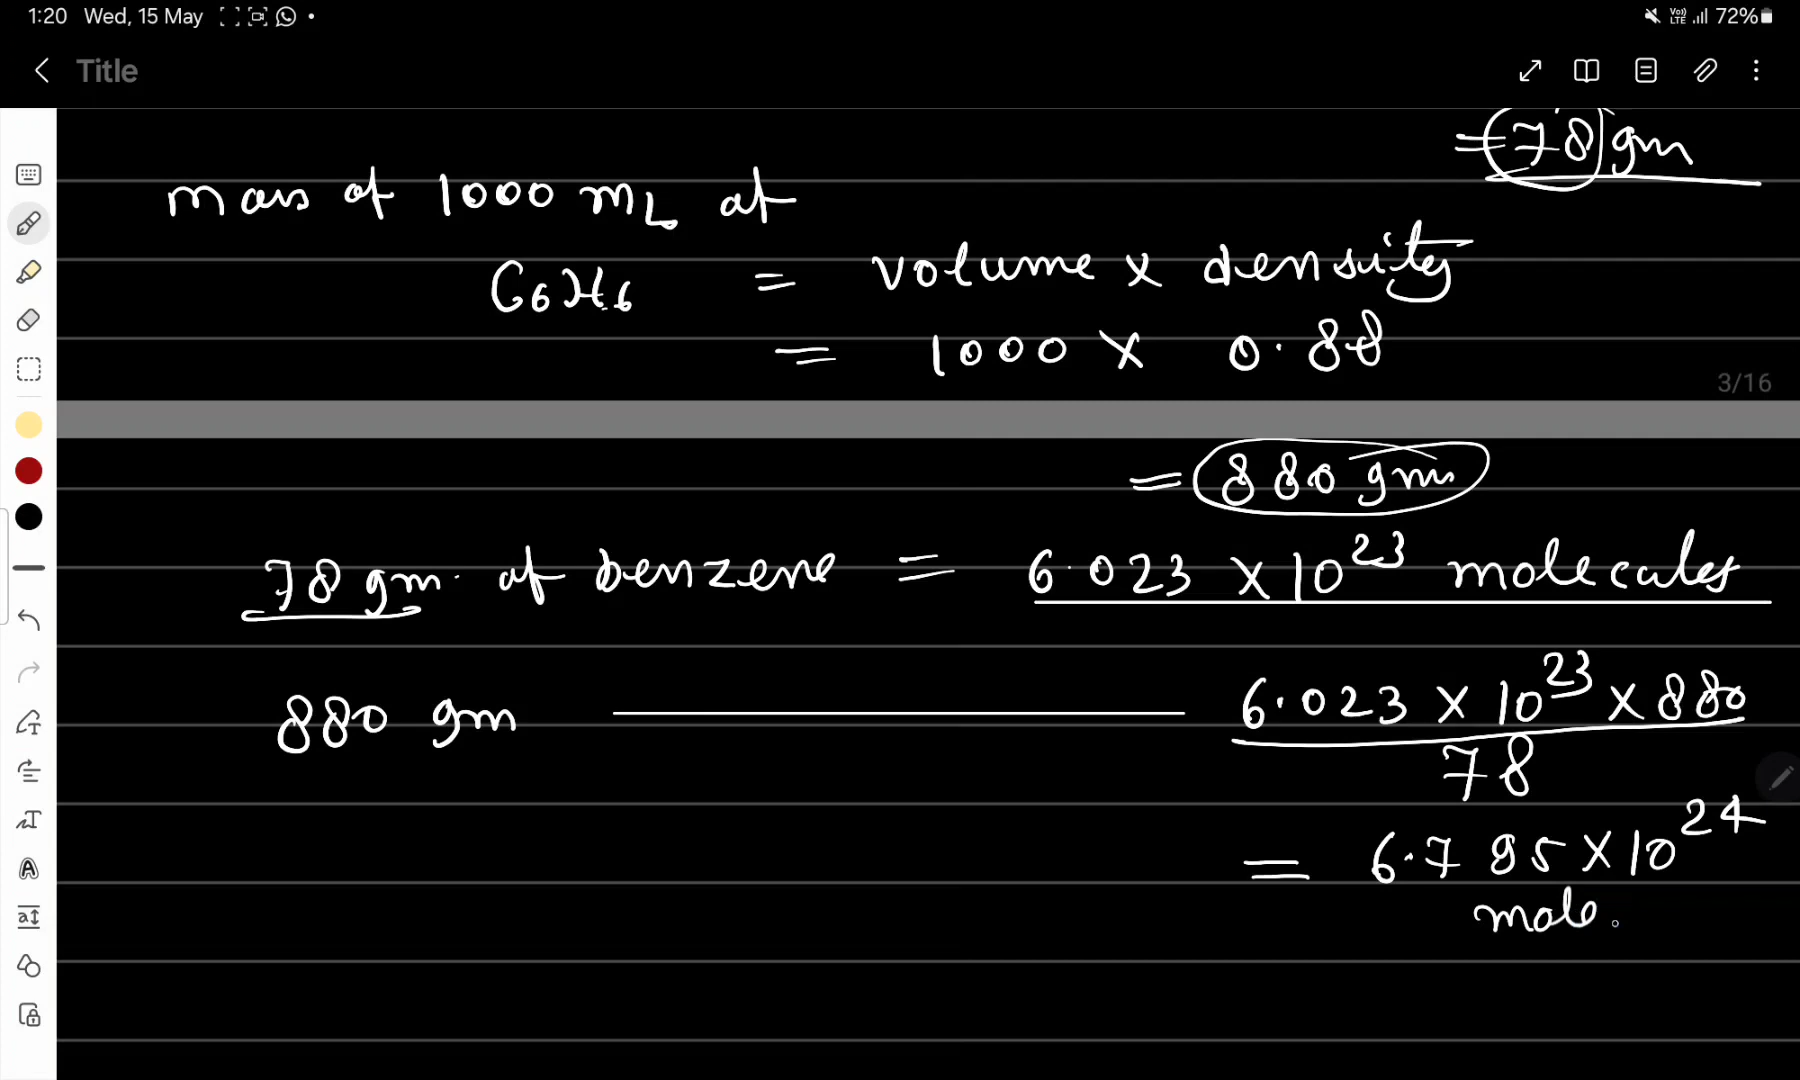 1:20 Wed, 15 May
72%
Title
= 78 gm
mass of 1000 mL of
C6H6 = volume x density
= 1000 x 0.88
3/16
= 880 gm
78 gm. of benzene = 6.023 x 10^23 molecules
880 gm ———— 6.023 x 10^23 x 880
78
= 6.795 x 10^24
mole.